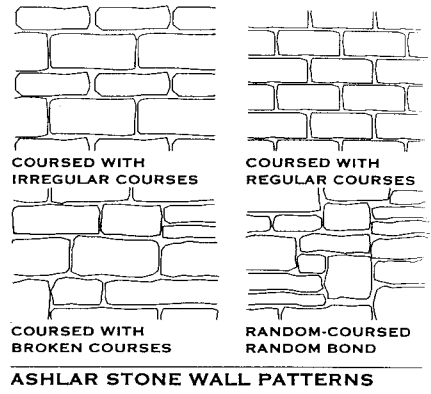 COURSED WITH
IRREGULAR COURSES
COURSED WITH
REGULAR COURSES
COURSED WITH
BROKEN COURSES
RANDOM-COURSED
RANDOM BOND
ASHLAR STONE WALL PATTERNS